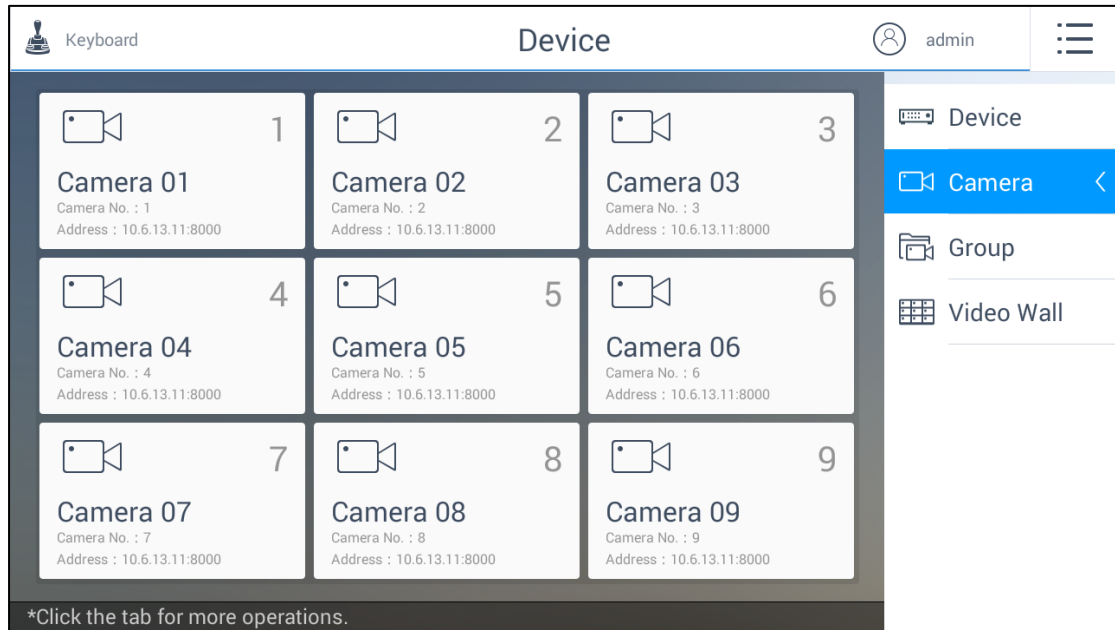 Keyboard
Device
admin
1
Camera 01
Camera No. : 1
Address : 10.6.13.11:8000
2
Camera 02
Camera No. : 2
Address : 10.6.13.11:8000
3
Camera 03
Camera No. : 3
Address : 10.6.13.11:8000
4
Camera 04
Camera No. : 4
Address : 10.6.13.11:8000
5
Camera 05
Camera No. : 5
Address : 10.6.13.11:8000
6
Camera 06
Camera No. : 6
Address : 10.6.13.11:8000
7
Camera 07
Camera No. : 7
Address : 10.6.13.11:8000
8
Camera 08
Camera No. : 8
Address : 10.6.13.11:8000
9
Camera 09
Camera No. : 9
Address : 10.6.13.11:8000
*Click the tab for more operations.
Device
Camera
Group
Video Wall